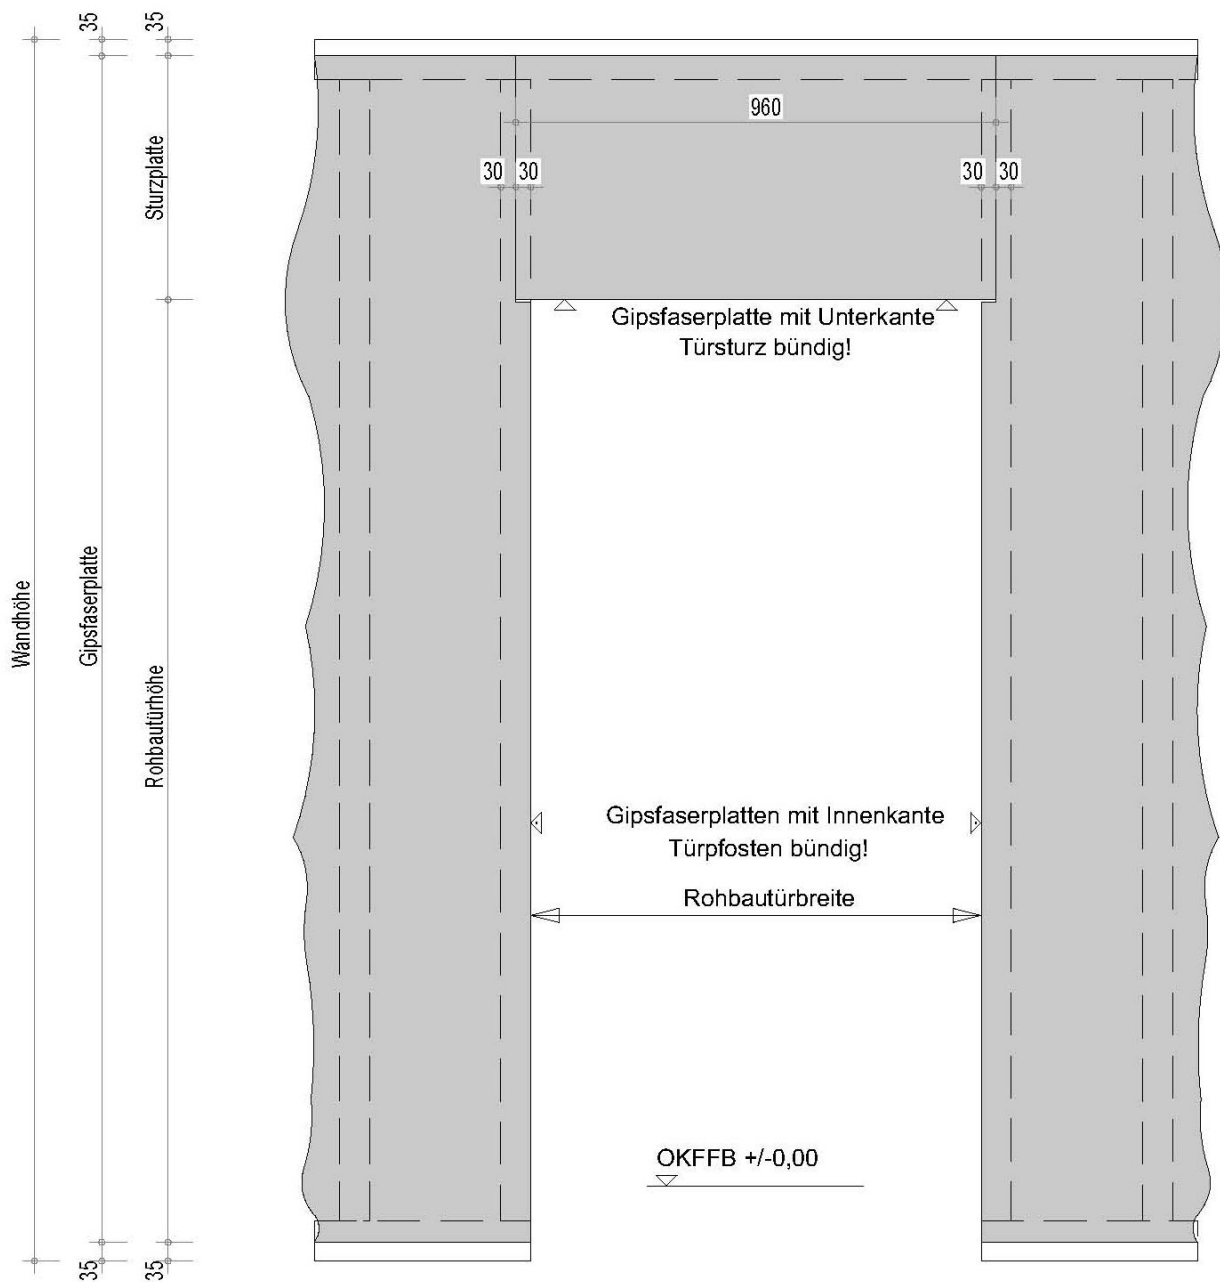 35
35
960
30
30
30
30
Sturzplatte
Gipsfaserplatte mit Unterkante
Türsturz bündig!
Wandhöhe
Gipsfaserplatte
Rohbautürhöhe
Gipsfaserplatten mit Innenkante
Türpfosten bündig!
Rohbautürbreite
OKFFB +/-0,00
35
35